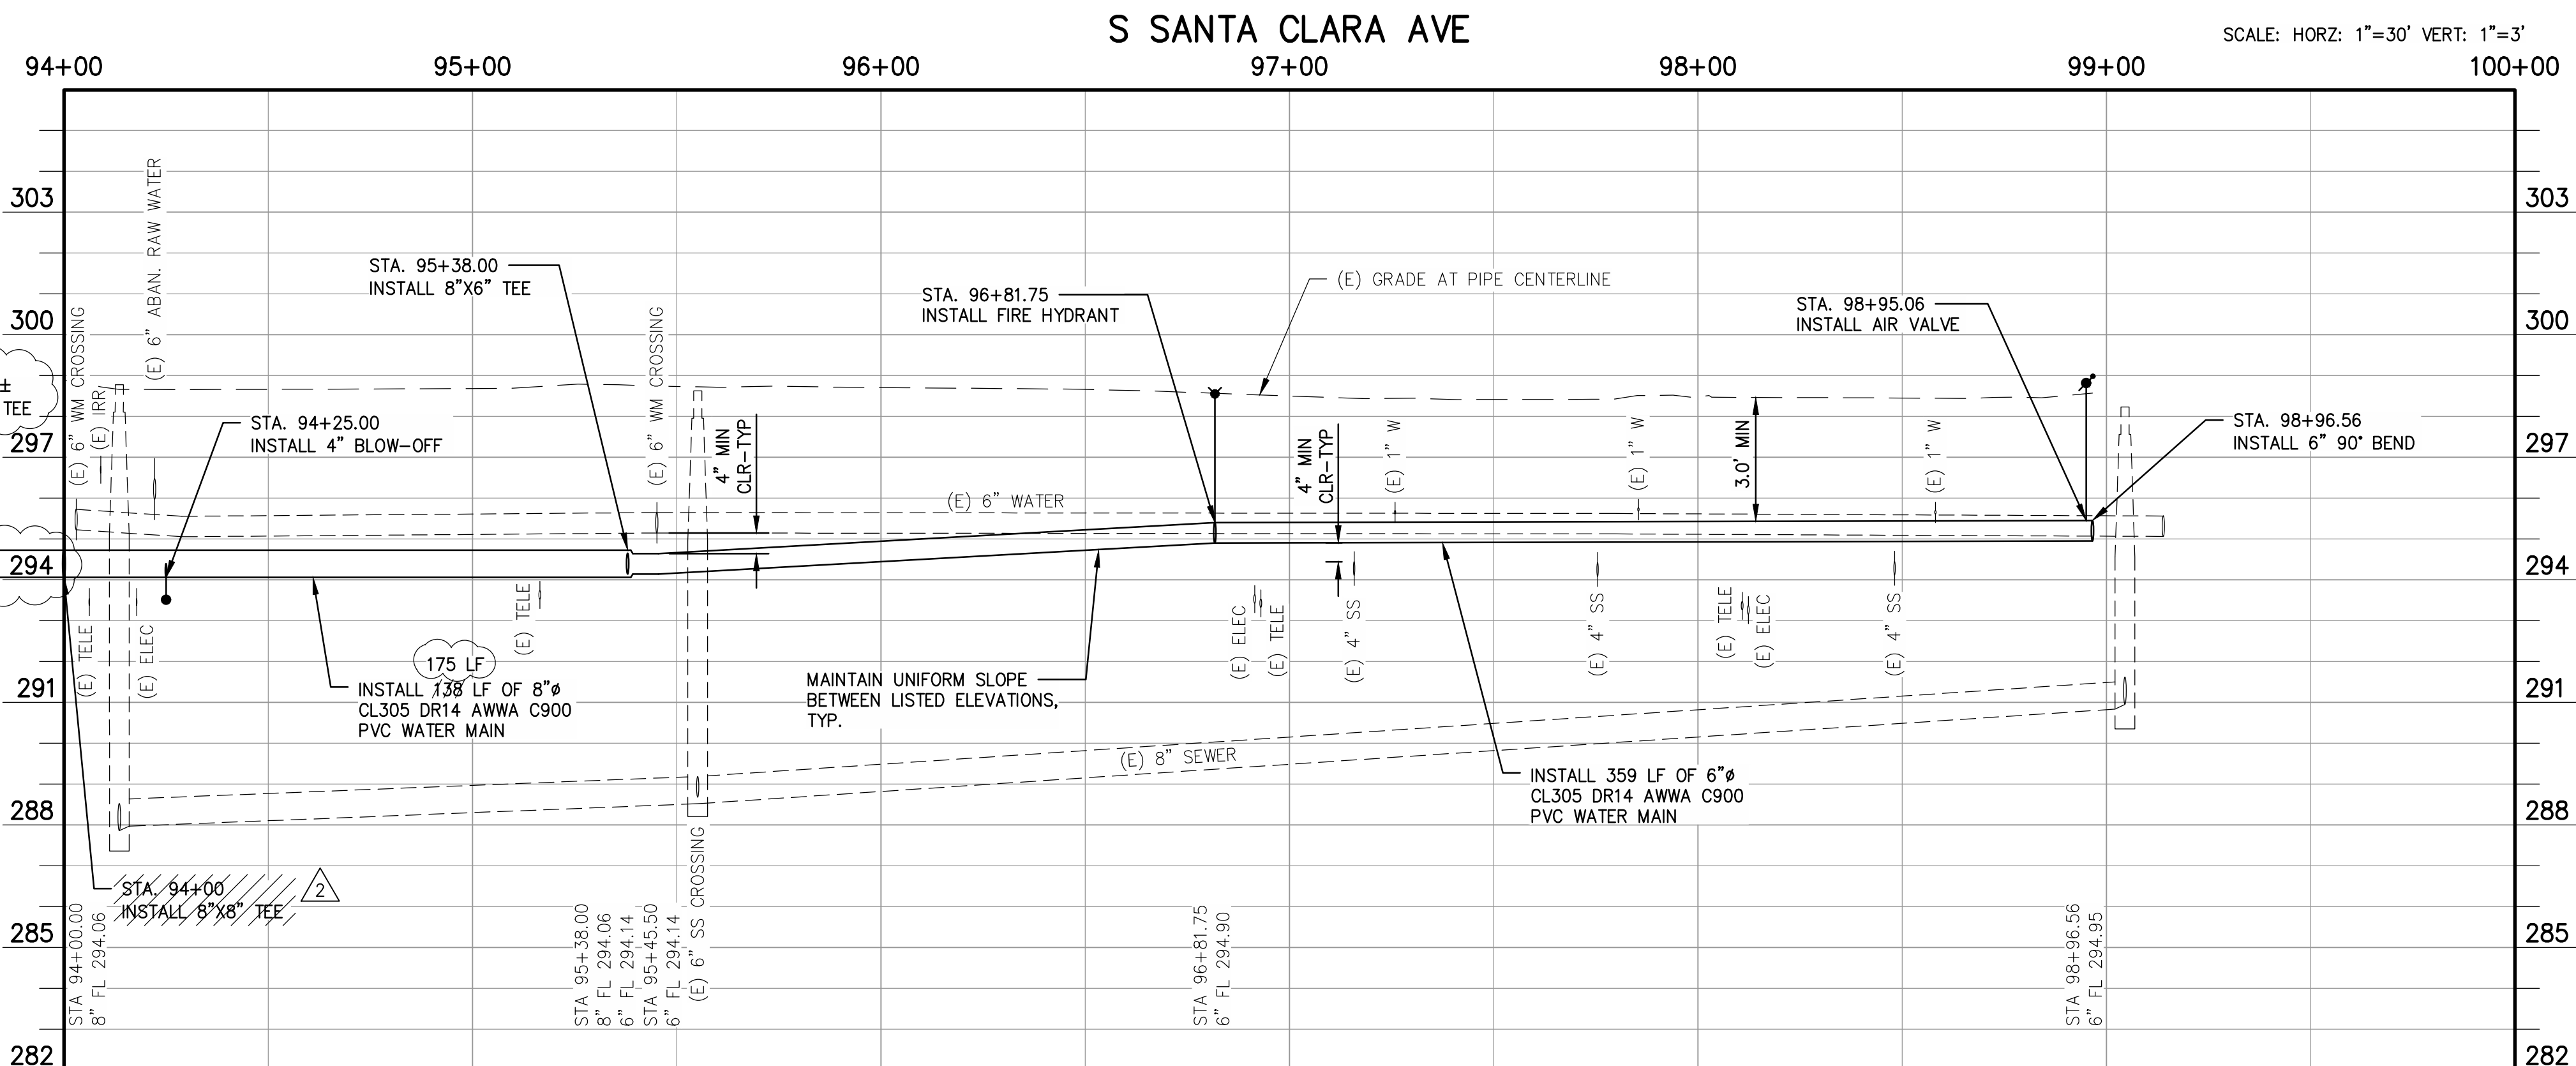 S SANTA CLARA AVE
SCALE: HORZ: 1"=30' VERT: 1"=3'
94+00
95+00
96+00
97+00
98+00
99+00
100+00
303
300
297
294
291
288
285
282
303
300
297
294
291
288
285
282
±
TEE
(E) 6" WM CROSSING
(E) IRR
(E) 6" ABAN. RAW WATER
STA. 94+25.00
INSTALL 4" BLOW-OFF
STA. 95+38.00
INSTALL 8"X6" TEE
(E) 6" WM CROSSING
4" MIN
CLR-TYP
STA. 96+81.75
INSTALL FIRE HYDRANT
(E) GRADE AT PIPE CENTERLINE
(E) 6" WATER
4" MIN
CLR-TYP
(E) 1" W
(E) 1" W
3.0' MIN
(E) 1" W
STA. 98+95.06
INSTALL AIR VALVE
STA. 98+96.56
INSTALL 6" 90° BEND
(E) TELE
(E) ELEC
(E) TELE
175 LF
INSTALL 138 LF OF 8"ø
CL305 DR14 AWWA C900
PVC WATER MAIN
MAINTAIN UNIFORM SLOPE
BETWEEN LISTED ELEVATIONS,
TYP.
(E) ELEC
(E) TELE
(E) 4" SS
(E) 4" SS
(E) TELE
(E) ELEC
(E) 4" SS
(E) 8" SEWER
INSTALL 359 LF OF 6"ø
CL305 DR14 AWWA C900
PVC WATER MAIN
STA. 94+00
INSTALL 8"X8" TEE
2
STA 94+00.00
8" FL 294.06
STA 95+38.00
8" FL 294.06
6" FL 294.14
STA 95+45.50
6" FL 294.14
(E) 6" SS CROSSING
STA 96+81.75
6" FL 294.90
STA 98+96.56
6" FL 294.95